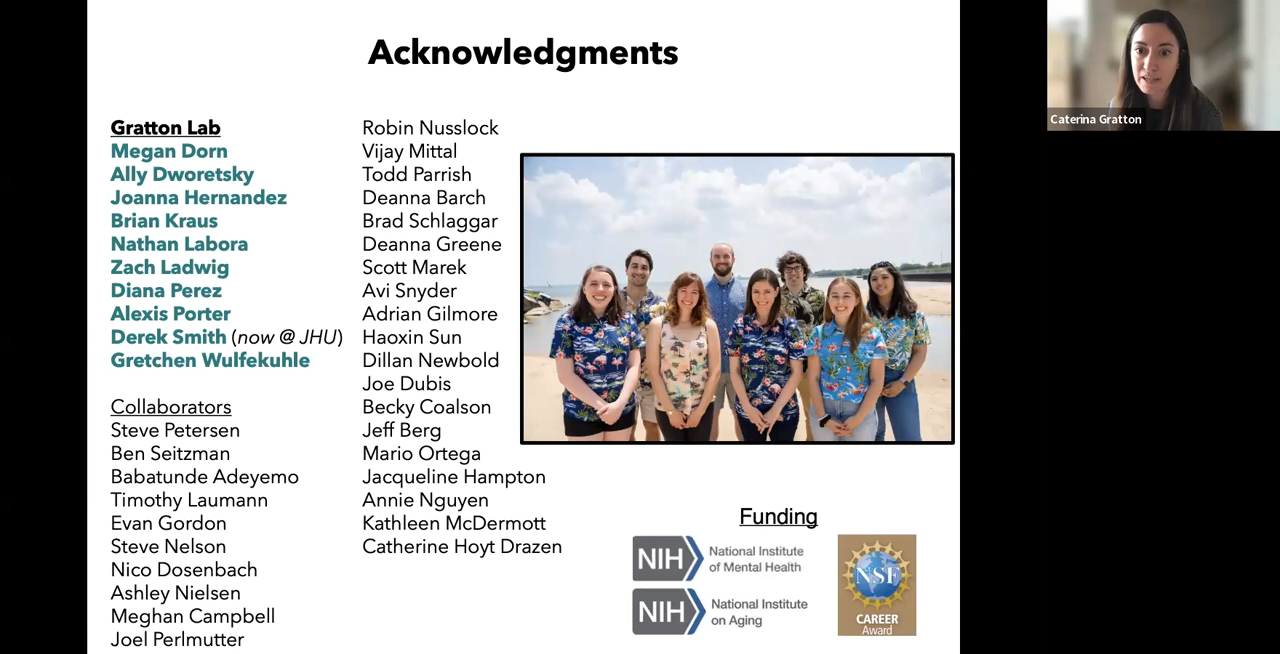 Acknowledgments
Gratton Lab
Megan Dorn
Ally Dworetsky
Joanna Hernandez
Brian Kraus
Nathan Labora
Zach Ladwig
Diana Perez
Alexis Porter
Derek Smith (now @ JHU)
Gretchen Wulfekuhle
Collaborators
Steve Petersen
Ben Seitzman
Babatunde Adeyemo
Timothy Laumann
Evan Gordon
Steve Nelson
Nico Dosenbach
Ashley Nielsen
Meghan Campbell
Joel Perlmutter
Robin Nusslock
Vijay Mittal
Todd Parrish
Deanna Barch
Brad Schlaggar
Deanna Greene
Scott Marek
Avi Snyder
Adrian Gilmore
Haoxin Sun
Dillan Newbold
Joe Dubis
Becky Coalson
Jeff Berg
Mario Ortega
Jacqueline Hampton
Annie Nguyen
Kathleen McDermott
Catherine Hoyt Drazen
Funding
NIH National Institute
of Mental Health
NIH National Institute
on Aging
NSF
CAREER
Award
Caterina Gratton